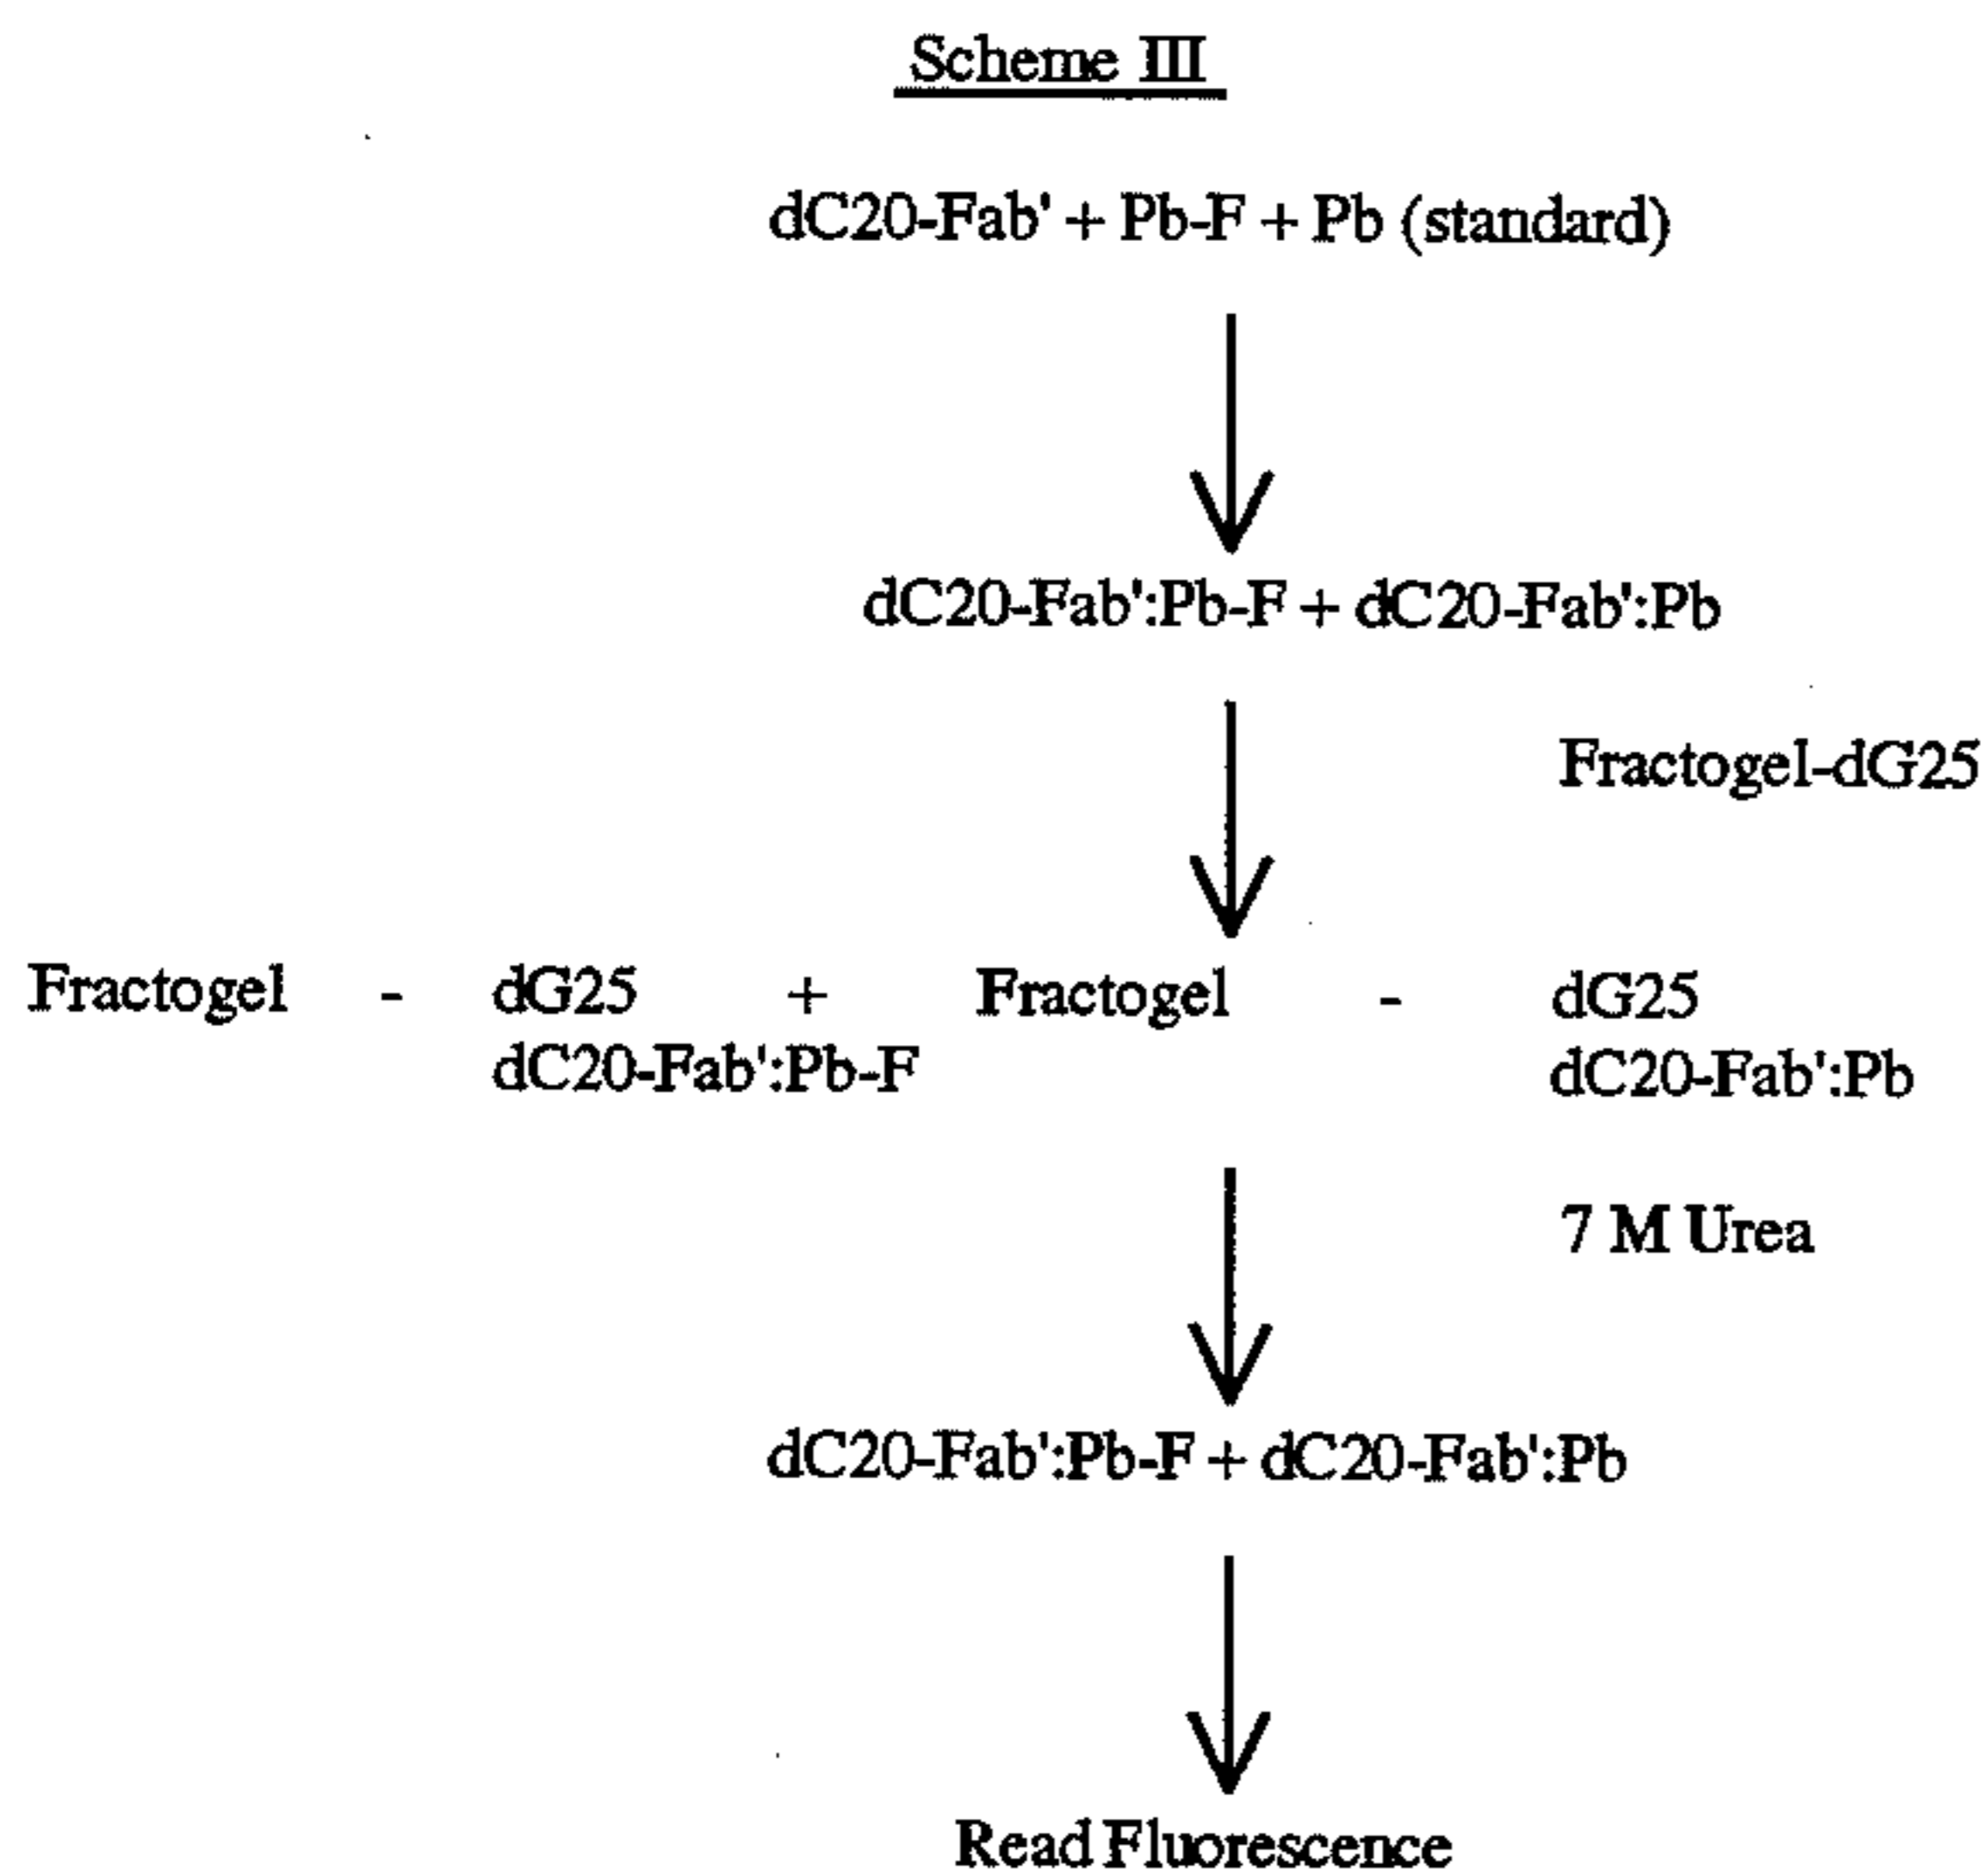 Scheme III
dC20-Fab' + Pb-F + Pb (standard)
dC20-Fab':Pb-F + dC20-Fab':Pb
Fractogel-dG25
Fractogel - dG25 + Fractogel - dG25
dC20-Fab':Pb-F dC20-Fab':Pb
7 M Urea
dC20-Fab':Pb-F + dC20-Fab':Pb
Read Fluorescence